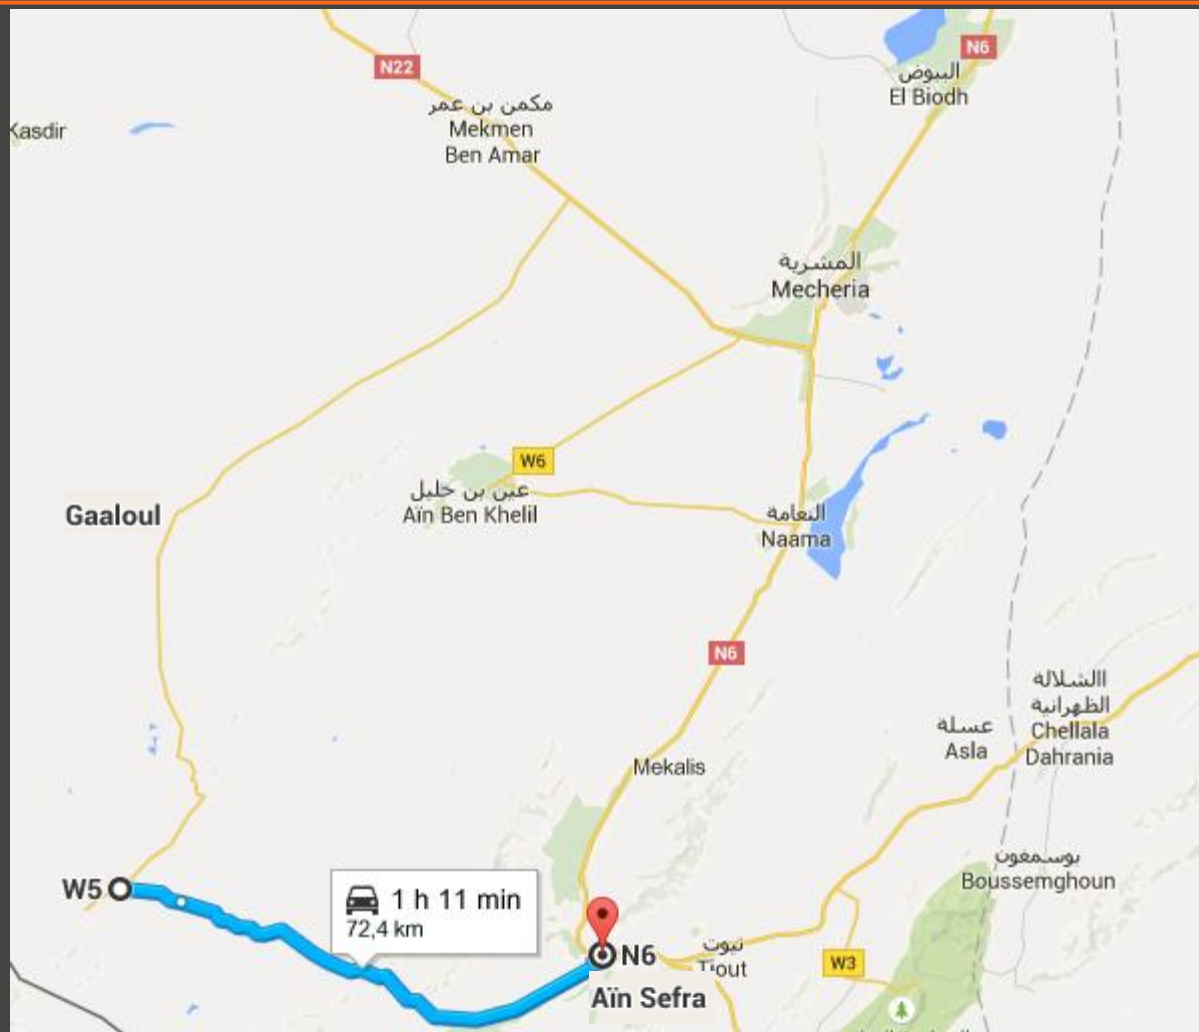 N22
N6
البيوض
El Biodh
مكمن بن عمر
Mekmen
Ben Amar
Kasdir
المشرية
Mecheria
W6
عين بن خليل
Aïn Ben Khelil
Gaaloul
النعامة
Naama
N6
االشلالة
الظهرانية
Chellala
Dahrania
عسلة
Asla
Mekalis
بوسمغون
Boussemghoun
W5
1 h 11 min
72,4 km
N6
Aïn Sefra
تيوت
Tiout
W3